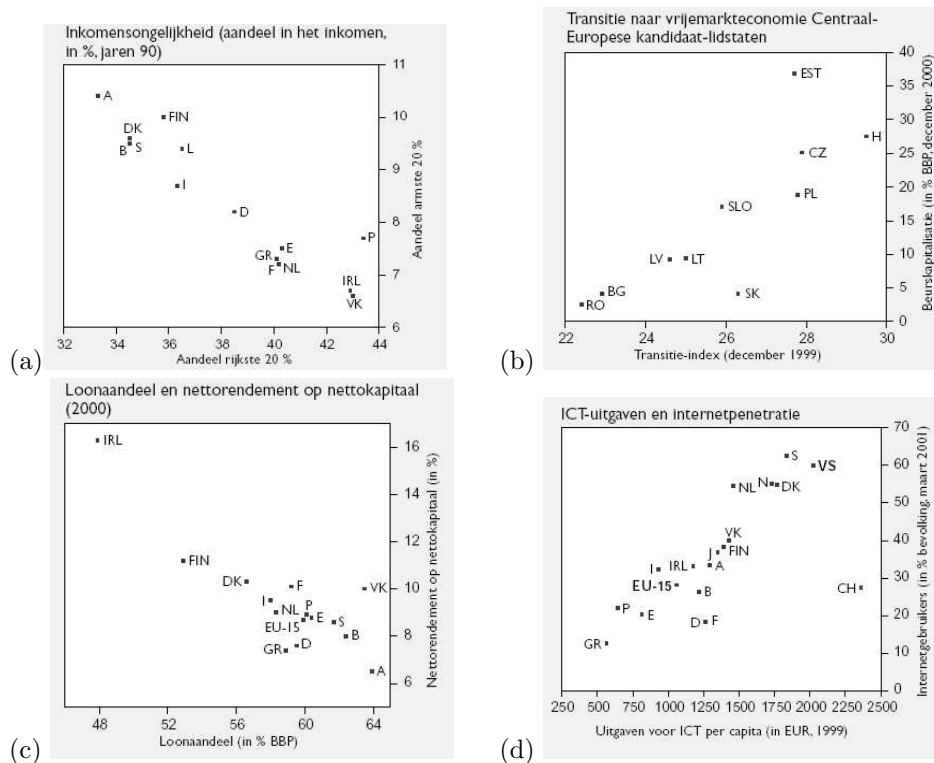 Inkomensongelijkheid (aandeel in het inkomen,
in %, jaren 90)
11
10
9
8
7
6
Aandeel armste 20 %
A
FIN
DK
B S
L
I
D
P
E
GR
F NL
IRL
VK
32 34 36 38 40 42 44
Aandeel rijkste 20 %
(a)
Transitie naar vrijemarkteconomie Centraal-
Europese kandidaat-lidstaten
40
35
30
25
20
15
10
5
0
Beurskapitalisatie (in % BBP, december 2000)
EST
H
CZ
PL
SLO
LV LT
BG SK
RO
22 24 26 28 30
Transitie-index (december 1999)
(b)
Loonaandeel en nettorendement op nettokapitaal
(2000)
16
14
12
10
8
6
Nettorendement op nettokapitaal (in %)
IRL
FIN
DK F VK
I
NL P
EU-15 E S
B
GR D
A
48 52 56 60 64
Loonaandeel (in % BBP)
(c)
ICT-uitgaven en internetpenetratie
70
60
50
40
30
20
10
0
Internetgebruikers (in % bevolking, maart 2001)
S
VS
NL N DK
VK
J FIN
I IRL A
EU-15 B CH
P E D F
GR
250 500 750 1000 1250 1500 1750 2000 2250 2500
Uitgaven voor ICT per capita (in EUR, 1999)
(d)